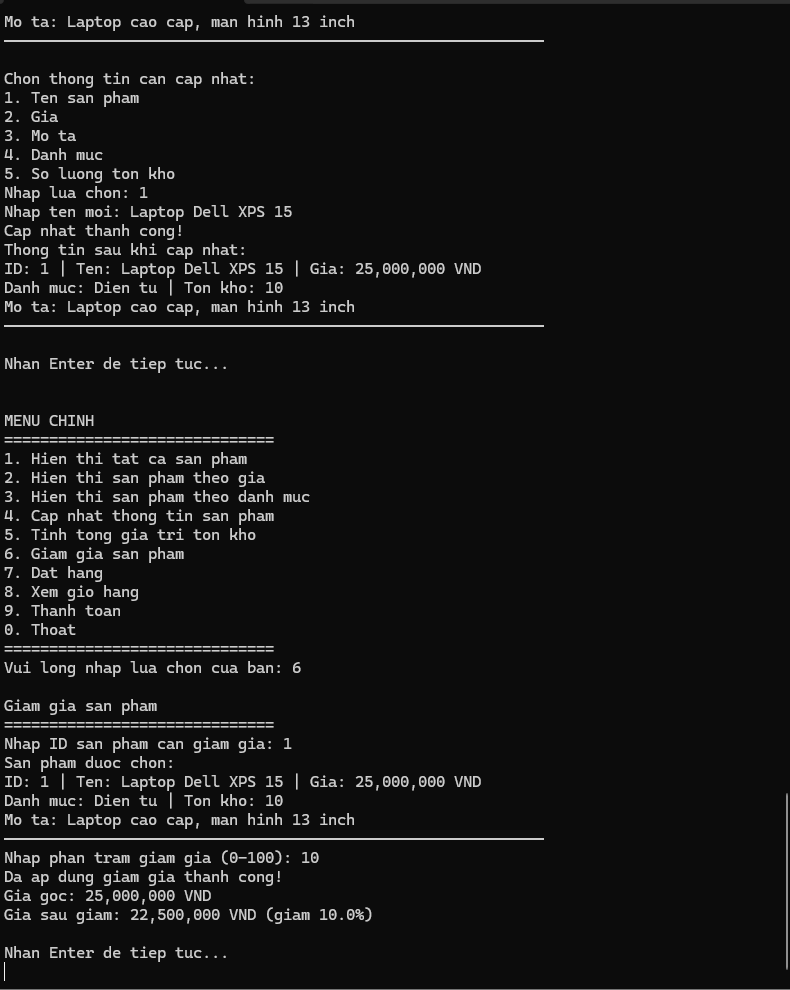 Mo ta: Laptop cao cap, man hinh 13 inch
Chon thong tin can cap nhat:
1. Ten san pham
2. Gia
3. Mo ta
4. Danh muc
5. So luong ton kho
Nhap lua chon: 1
Nhap ten moi: Laptop Dell XPS 15
Cap nhat thanh cong!
Thong tin sau khi cap nhat:
ID: 1 | Ten: Laptop Dell XPS 15 | Gia: 25,000,000 VND
Danh muc: Dien tu | Ton kho: 10
Mo ta: Laptop cao cap, man hinh 13 inch
Nhan Enter de tiep tuc...
MENU CHINH
==============================
1. Hien thi tat ca san pham
2. Hien thi san pham theo gia
3. Hien thi san pham theo danh muc
4. Cap nhat thong tin san pham
5. Tinh tong gia tri ton kho
6. Giam gia san pham
7. Dat hang
8. Xem gio hang
9. Thanh toan
0. Thoat
==============================
Vui long nhap lua chon cua ban: 6
Giam gia san pham
==============================
Nhap ID san pham can giam gia: 1
San pham duoc chon:
ID: 1 | Ten: Laptop Dell XPS 15 | Gia: 25,000,000 VND
Danh muc: Dien tu | Ton kho: 10
Mo ta: Laptop cao cap, man hinh 13 inch
Nhap phan tram giam gia (0-100): 10
Da ap dung giam gia thanh cong!
Gia goc: 25,000,000 VND
Gia sau giam: 22,500,000 VND (giam 10.0%)
Nhan Enter de tiep tuc...